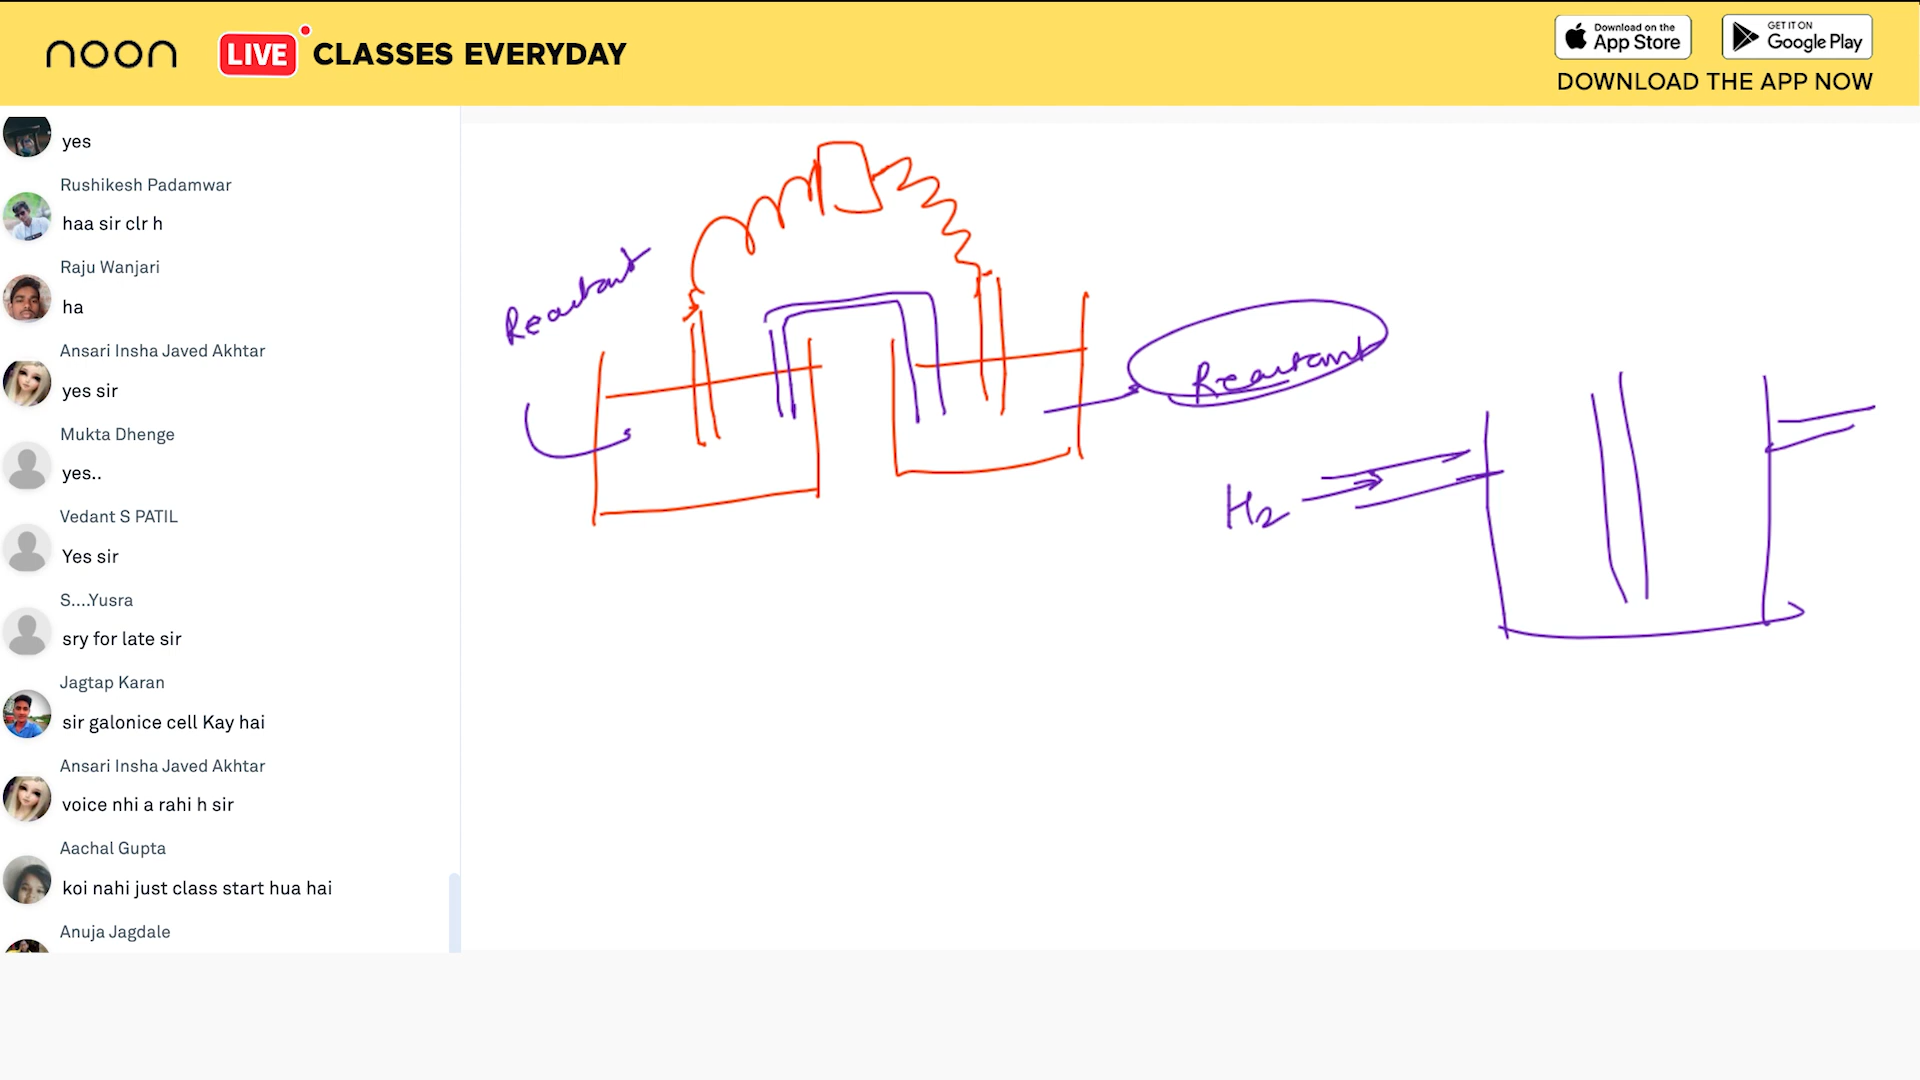 noon LIVE CLASSES EVERYDAY
Download on the App Store
GET IT ON Google Play
DOWNLOAD THE APP NOW
yes
Rushikesh Padamwar
haa sir clr h
Raju Wanjari
ha
Ansari Insha Javed Akhtar
yes sir
Mukta Dhenge
yes..
Vedant S PATIL
Yes sir
S....Yusra
sry for late sir
Jagtap Karan
sir galonice cell Kay hai
Ansari Insha Javed Akhtar
voice nhi a rahi h sir
Aachal Gupta
koi nahi just class start hua hai
Anuja Jagdale
Reactant
Reactant
H2